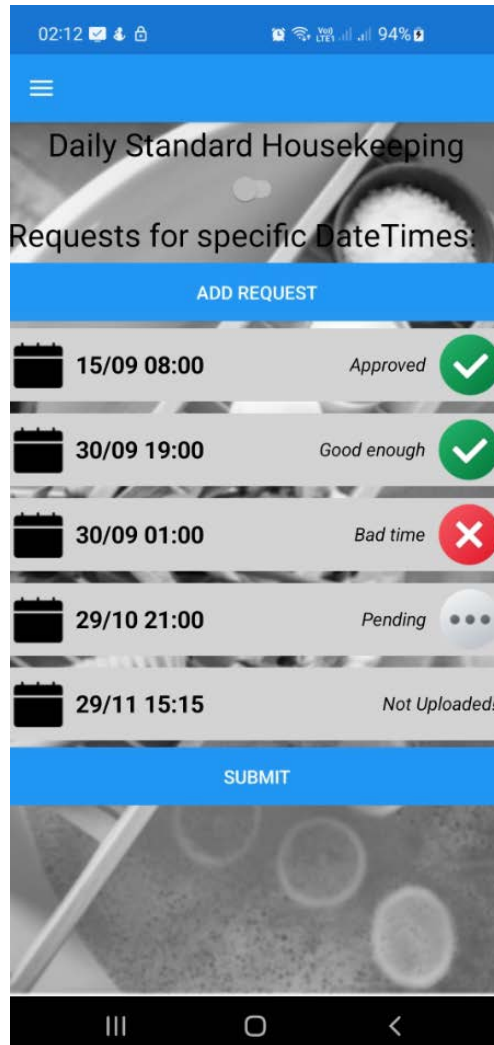 02:12 94%
Daily Standard Housekeeping
Requests for specific DateTimes:
ADD REQUEST
15/09 08:00 Approved
30/09 19:00 Good enough
30/09 01:00 Bad time
29/10 21:00 Pending
29/11 15:15 Not Uploaded!
SUBMIT